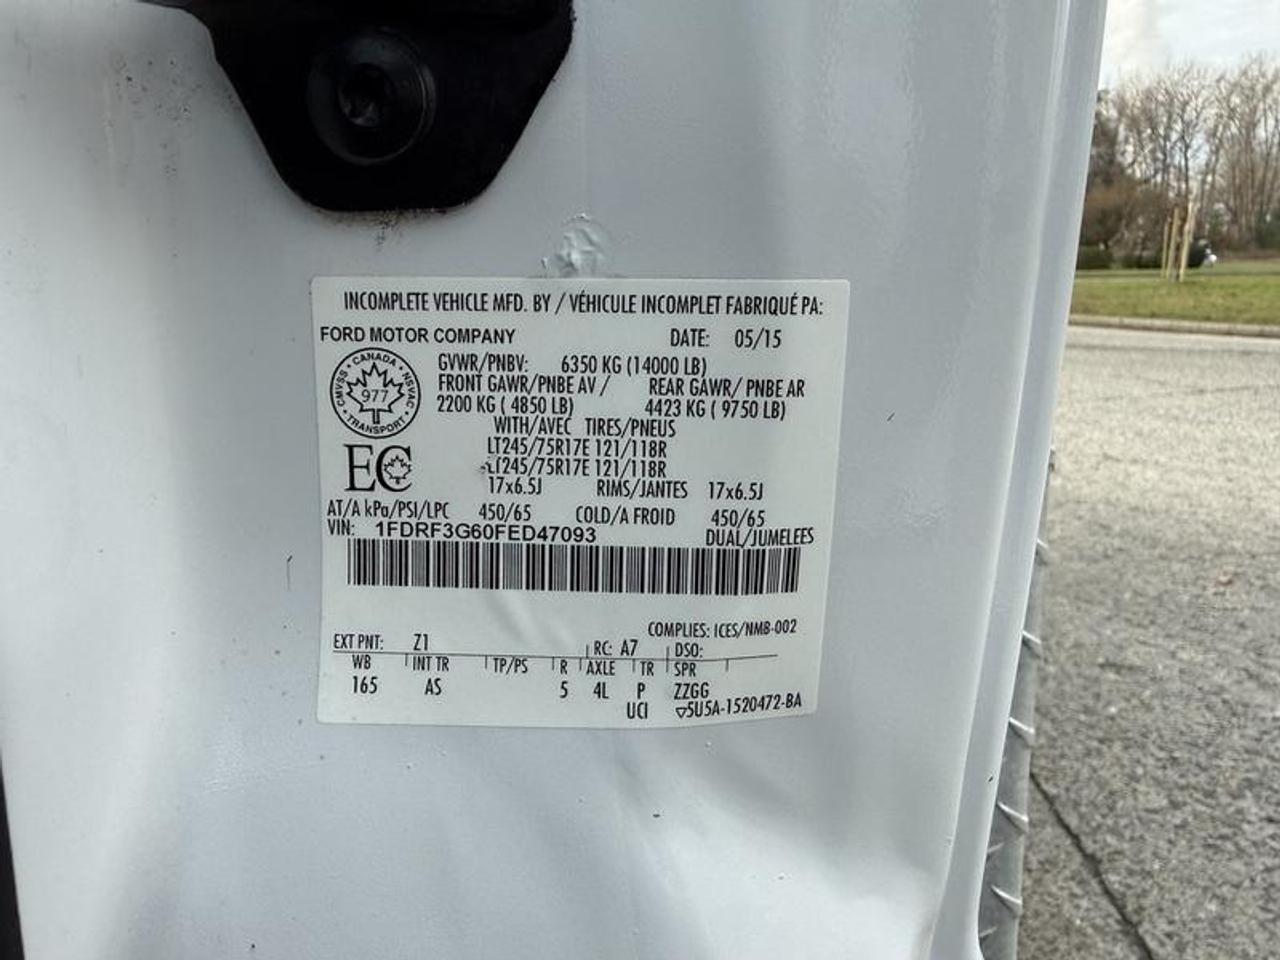 INCOMPLETE VEHICLE MFD. BY / VÉHICULE INCOMPLET FABRIQUÉ PA:
FORD MOTOR COMPANY DATE: 05/15
GVWR/PNBV: 6350 KG (14000 LB)
FRONT GAWR/PNBE AV / REAR GAWR/ PNBE AR
2200 KG ( 4850 LB) 4423 KG ( 9750 LB)
CMVSS • CANADA • NSVAC • TRANSPORT •
977
WITH/AVEC TIRES/PNEUS
LT245/75R17E 121/118R
LT245/75R17E 121/118R
EC
17x6.5J RIMS/JANTES 17x6.5J
AT/A kPa/PSI/LPC 450/65 COLD/A FROID 450/65
VIN: 1FDRF3G60FED47093 DUAL/JUMELEES
COMPLIES: ICES/NMB-002
EXT PNT: Z1 RC: A7 DSO:
WB INT TR TP/PS R AXLE TR SPR
165 AS 5 4L P ZZGG
UCI ▽5U5A-1520472-BA